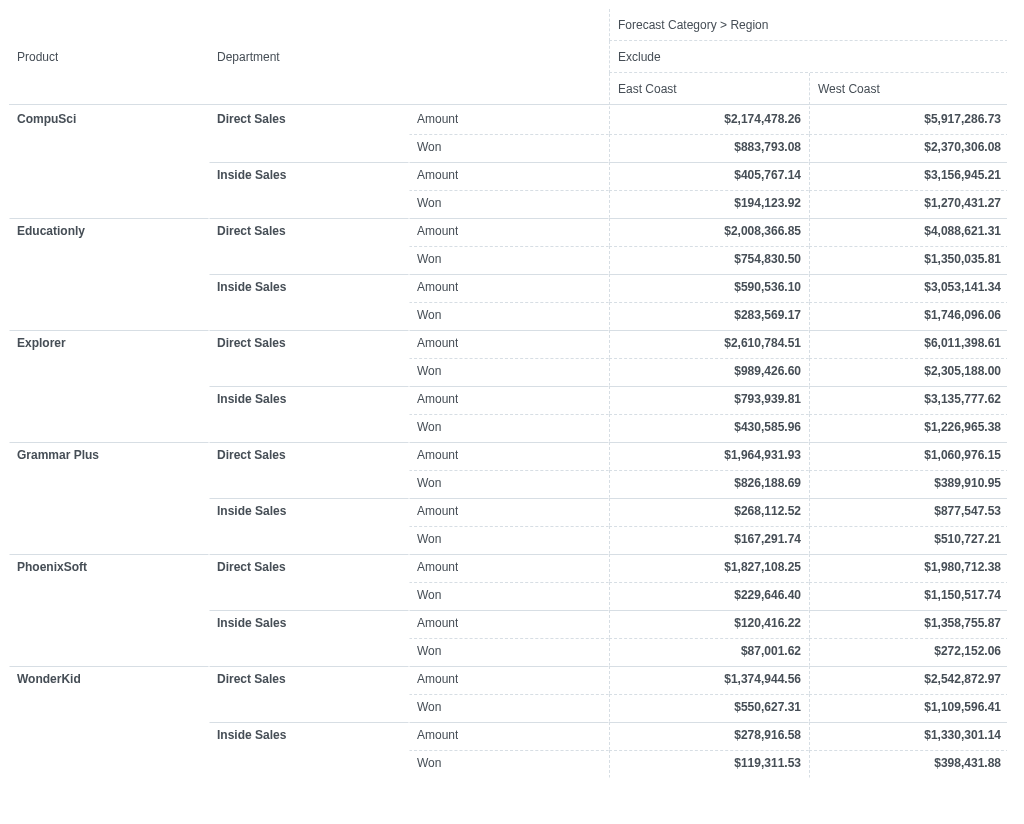 Forecast Category > Region
Product Department Exclude
East Coast West Coast
CompuSci Direct Sales Amount $2,174,478.26 $5,917,286.73
Won $883,793.08 $2,370,306.08
Inside Sales Amount $405,767.14 $3,156,945.21
Won $194,123.92 $1,270,431.27
Educationly Direct Sales Amount $2,008,366.85 $4,088,621.31
Won $754,830.50 $1,350,035.81
Inside Sales Amount $590,536.10 $3,053,141.34
Won $283,569.17 $1,746,096.06
Explorer Direct Sales Amount $2,610,784.51 $6,011,398.61
Won $989,426.60 $2,305,188.00
Inside Sales Amount $793,939.81 $3,135,777.62
Won $430,585.96 $1,226,965.38
Grammar Plus Direct Sales Amount $1,964,931.93 $1,060,976.15
Won $826,188.69 $389,910.95
Inside Sales Amount $268,112.52 $877,547.53
Won $167,291.74 $510,727.21
PhoenixSoft Direct Sales Amount $1,827,108.25 $1,980,712.38
Won $229,646.40 $1,150,517.74
Inside Sales Amount $120,416.22 $1,358,755.87
Won $87,001.62 $272,152.06
WonderKid Direct Sales Amount $1,374,944.56 $2,542,872.97
Won $550,627.31 $1,109,596.41
Inside Sales Amount $278,916.58 $1,330,301.14
Won $119,311.53 $398,431.88